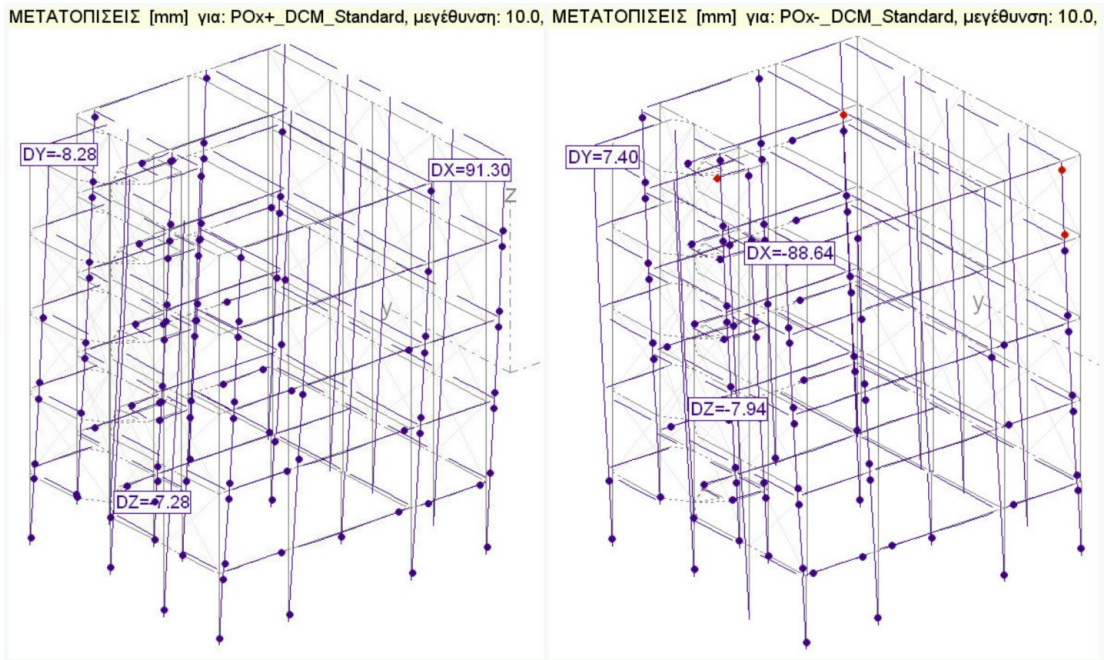 ΜΕΤΑΤΟΠΙΣΕΙΣ [mm] για: POx+_DCM_Standard, μεγέθυνση: 10.0,
DY=-8.28
DX=91.30
z
y
DZ=-7.28
ΜΕΤΑΤΟΠΙΣΕΙΣ [mm] για: POx-_DCM_Standard, μεγέθυνση: 10.0,
DY=7.40
DX=-88.64
y
DZ=-7.94